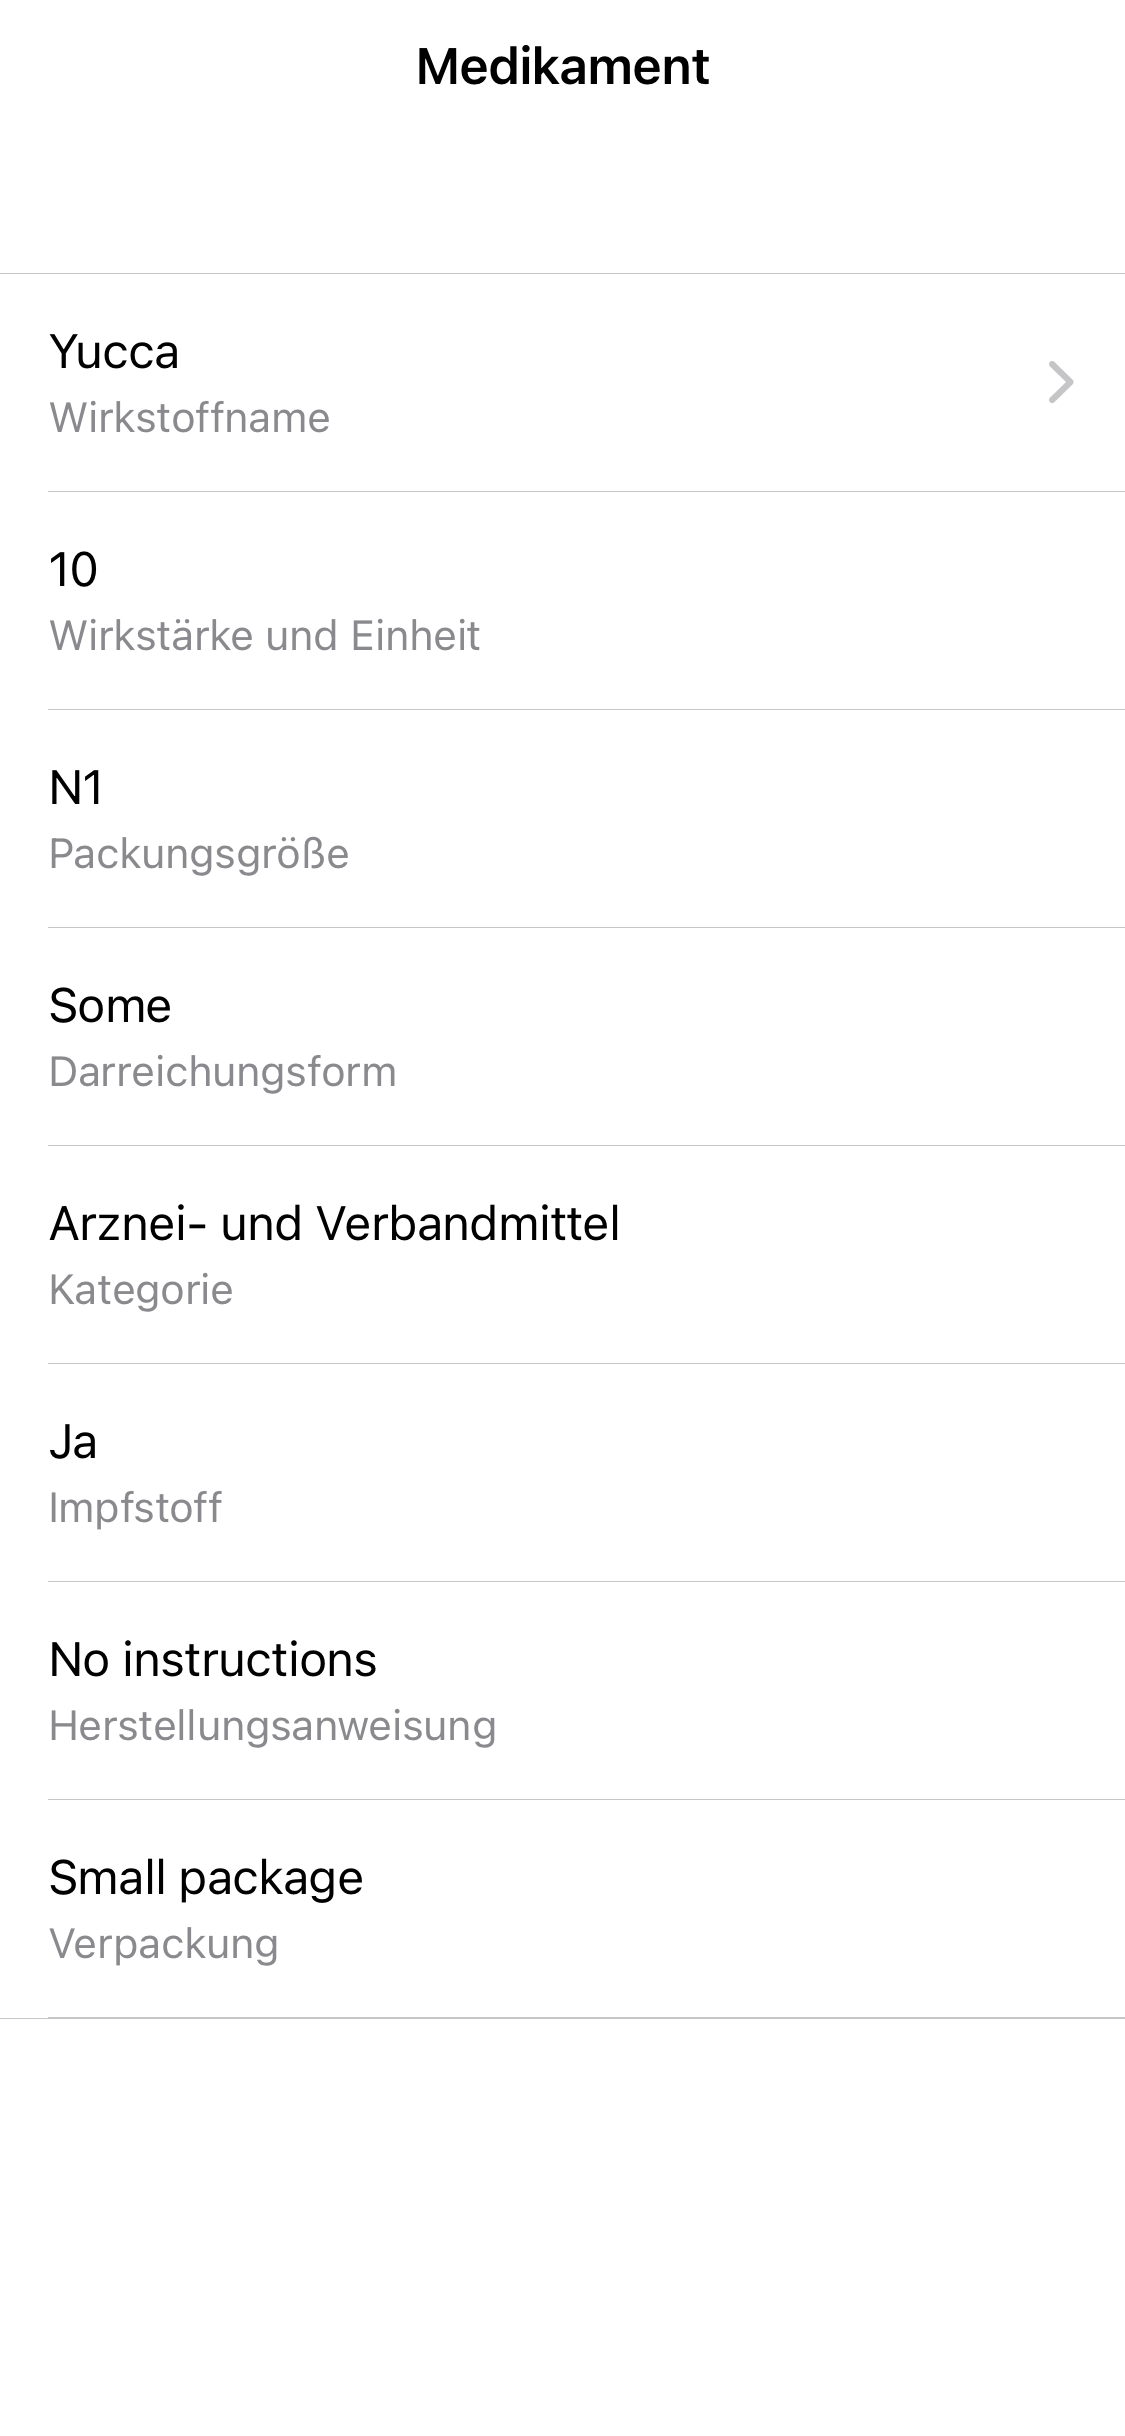 Medikament
Yucca
Wirkstoffname
10
Wirkstärke und Einheit
N1
Packungsgröße
Some
Darreichungsform
Arznei- und Verbandmittel
Kategorie
Ja
Impfstoff
No instructions
Herstellungsanweisung
Small package
Verpackung